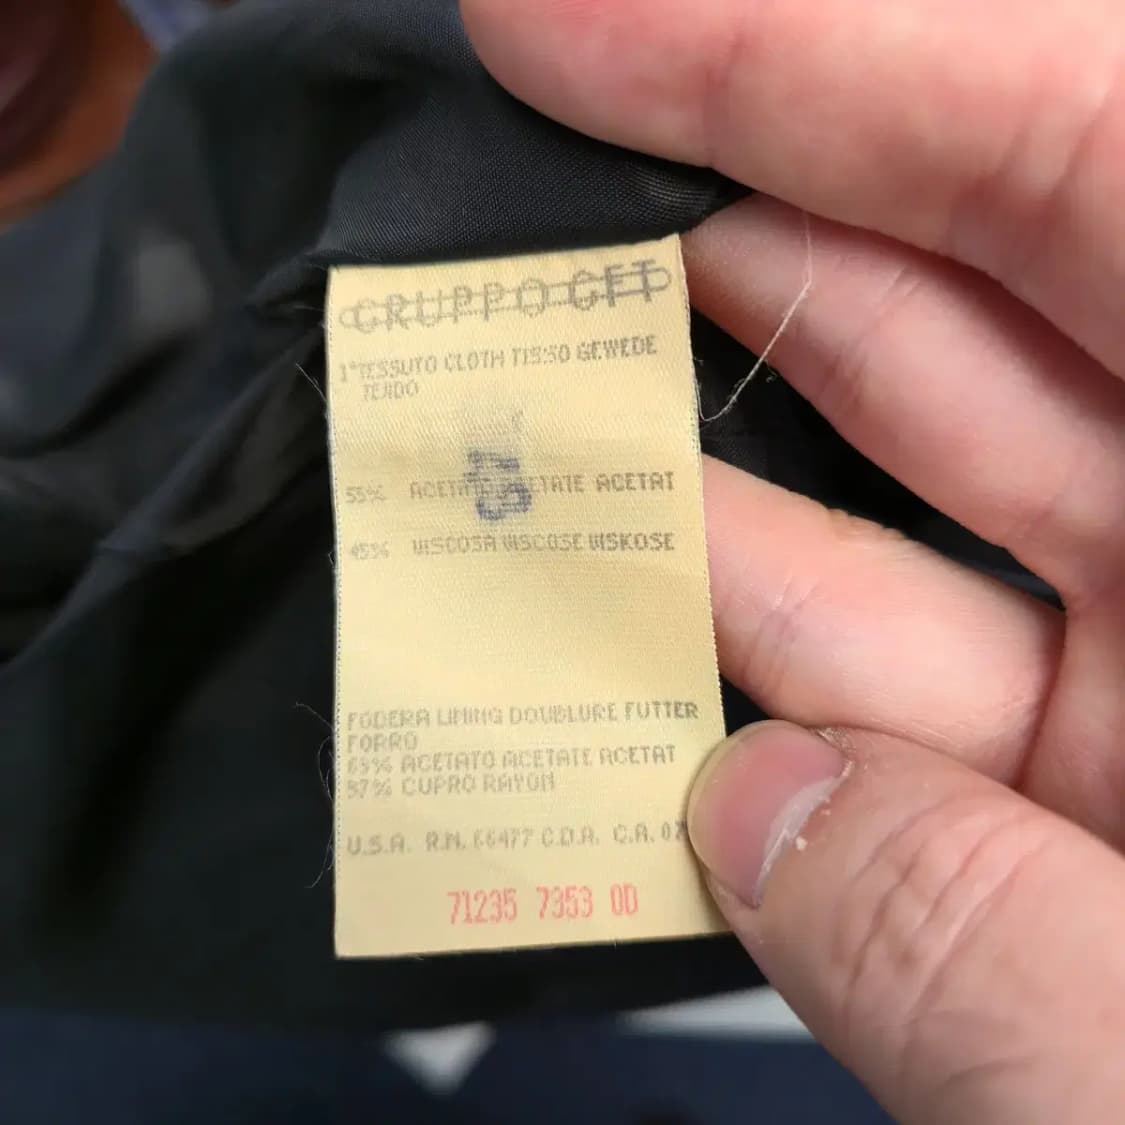 GRUPPO GFT
1°TESSUTO CLOTH TISSU GEWEBE
TEJIDO
55% ACETATO ACETATE ACETAT
45% VISCOSA VISCOSE VISKOSE
FODERA LINING DOUBLURE FUTTER
FORRO
63% ACETATO ACETATE ACETAT
37% CUPRO RAYON
U.S.A. R.N. 66477 C.D.A. C.A. 07
71235 7353 0D